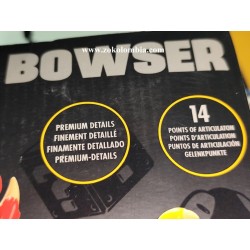 www.zokolombia.com
BOWSER
PREMIUM DETAILS
FINEMENT DETAILLÉ
FINAMENTE DETALLADO
PREMIUM-DETAILS
14
POINTS OF ARTICULATION
POINTS D'ARTICULATION
PUNTOS DE ARTICULACIÓN
GELENKPUNKTE